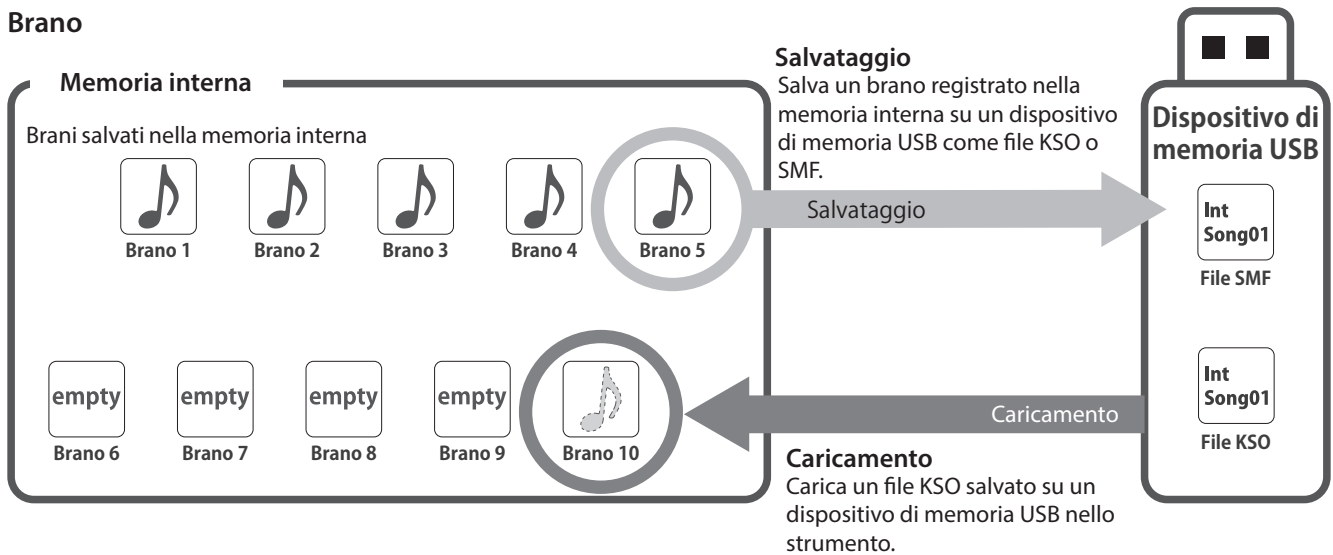 Brano
Memoria interna
Brani salvati nella memoria interna
Brano 1
Brano 2
Brano 3
Brano 4
Brano 5
empty
empty
empty
empty
Brano 6
Brano 7
Brano 8
Brano 9
Brano 10
Salvataggio
Salva un brano registrato nella
memoria interna su un dispositivo
di memoria USB come file KSO o
SMF.
Salvataggio
Caricamento
Caricamento
Carica un file KSO salvato su un
dispositivo di memoria USB nello
strumento.
Dispositivo di
memoria USB
Int
Song01
File SMF
Int
Song01
File KSO